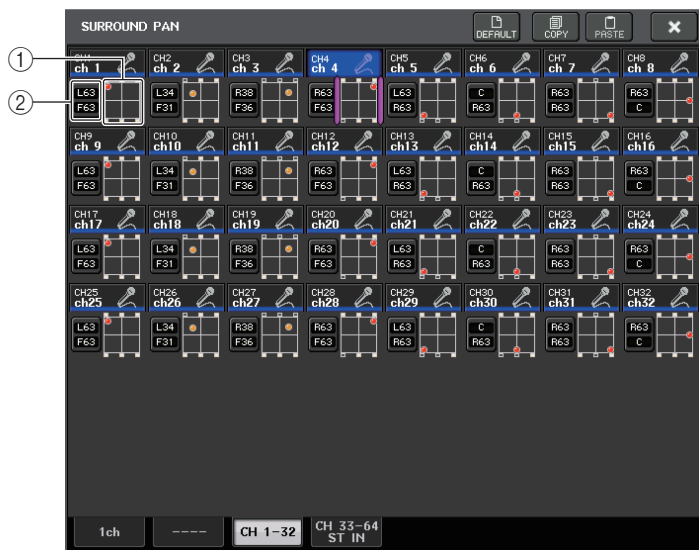 SURROUND PAN
DEFAULT COPY PASTE
①
②
CH1 CH2 CH3 CH4 CH5 CH6 CH7 CH8
ch 1 ch 2 ch 3 ch 4 ch 5 ch 6 ch 7 ch 8
L63 L34 R38 R63 L63 C R63 R63
F63 F31 F36 F63 R63 R63 R63 C
CH9 CH10 CH11 CH12 CH13 CH14 CH15 CH16
ch 9 ch10 ch11 ch12 ch13 ch14 ch15 ch16
L63 L34 R38 R63 L63 C R63 R63
F63 F31 F36 F63 R63 R63 R63 C
CH17 CH18 CH19 CH20 CH21 CH22 CH23 CH24
ch17 ch18 ch19 ch20 ch21 ch22 ch23 ch24
L63 L34 R38 R63 L63 C R63 R63
F63 F31 F36 F63 R63 R63 R63 C
CH25 CH26 CH27 CH28 CH29 CH30 CH31 CH32
ch25 ch26 ch27 ch28 ch29 ch30 ch31 ch32
L63 L34 R38 R63 L63 C R63 R63
F63 F31 F36 F63 R63 R63 R63 C
1ch ---- CH 1-32 CH 33-64
ST IN